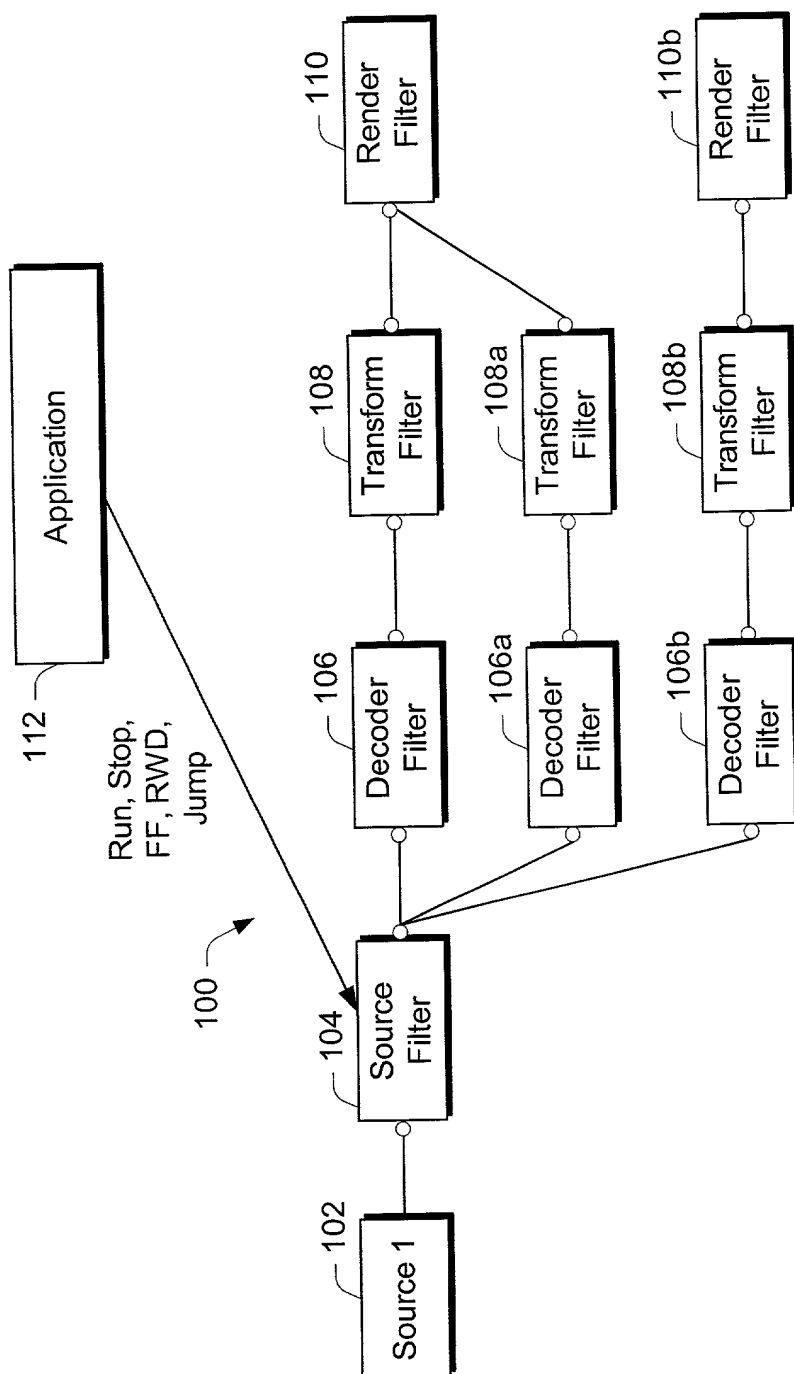 Application
112
Run, Stop,
FF, RWD,
Jump
100
102
Source 1
104
Source
Filter
106
Decoder
Filter
108
Transform
Filter
110
Render
Filter
106a
Decoder
Filter
108a
Transform
Filter
106b
Decoder
Filter
108b
Transform
Filter
110b
Render
Filter